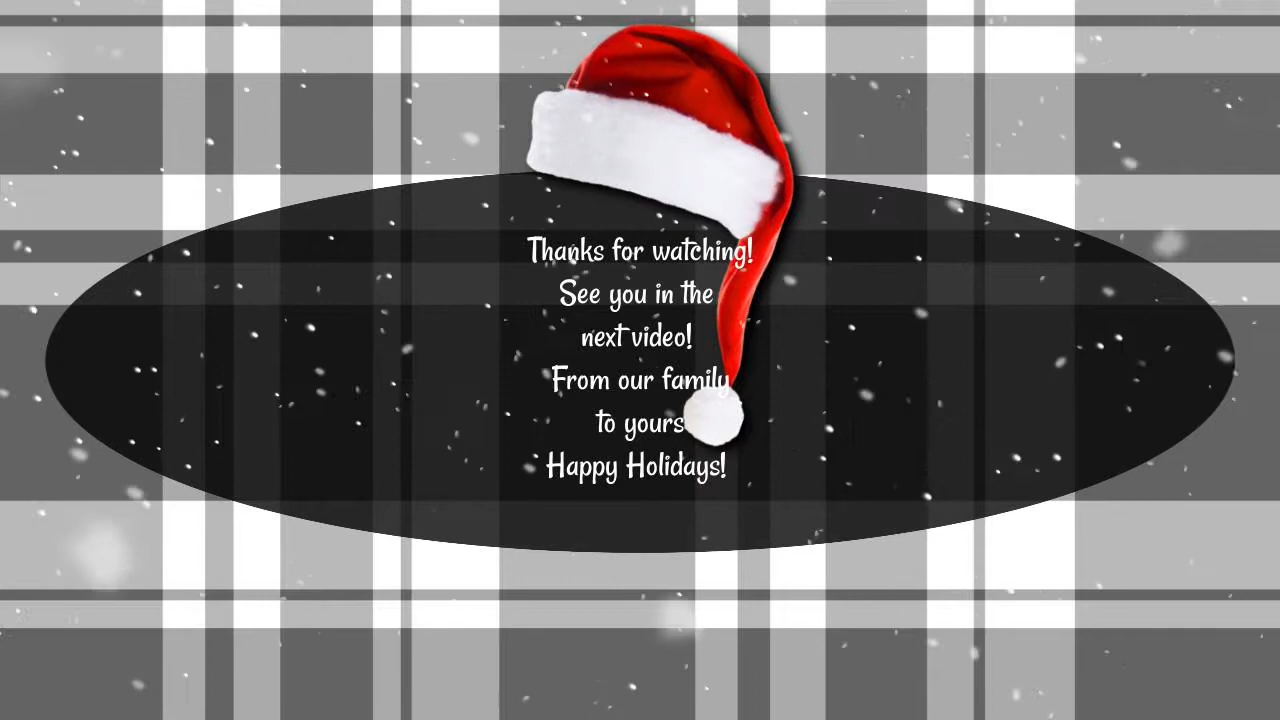 Thanks for watching!
See you in the
next video!
From our family
to yours
Happy Holidays!